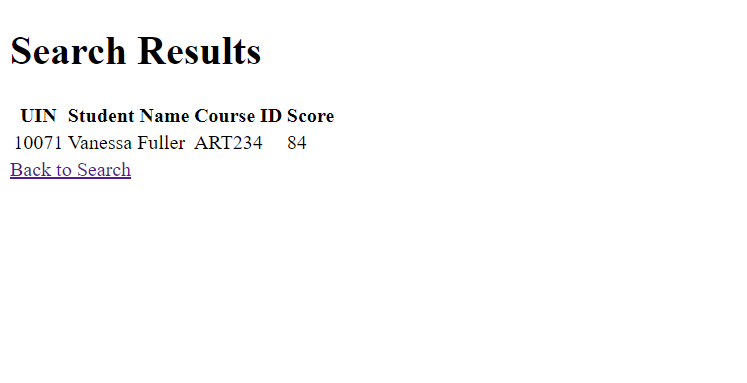 Search Results
UIN Student Name Course ID Score
10071 Vanessa Fuller ART234 84
Back to Search